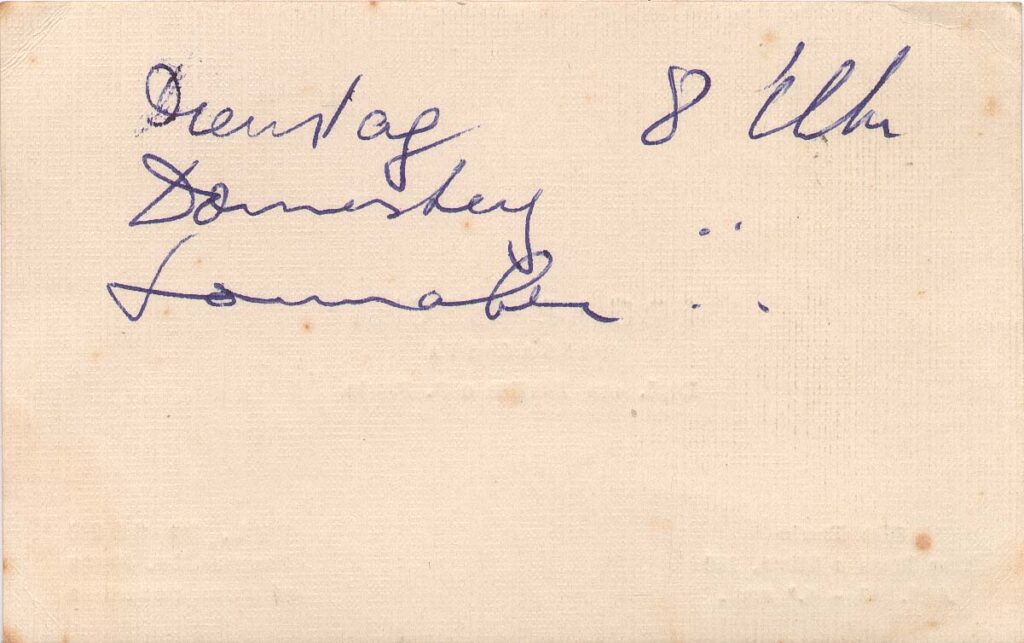 Dienstag 8 Uhr
Donnerstag ..
Sonnabend ..